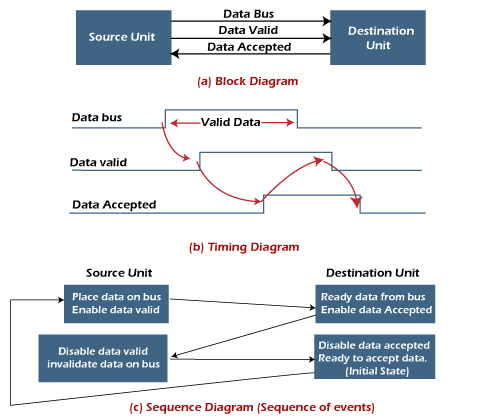 Data Bus
Source Unit
Data Valid
Destination
Unit
Data Accepted
(a) Block Diagram
Data bus
Valid Data
Data valid
Data Accepted
(b) Timing Diagram
Source Unit
Destination Unit
Place data on bus
Enable data valid
Ready data from bus
Enable data Accepted
Disable data valid
invalidate data on bus
Disable data accepted
Ready to accept data.
(Initial State)
(c) Sequence Diagram (Sequence of events)